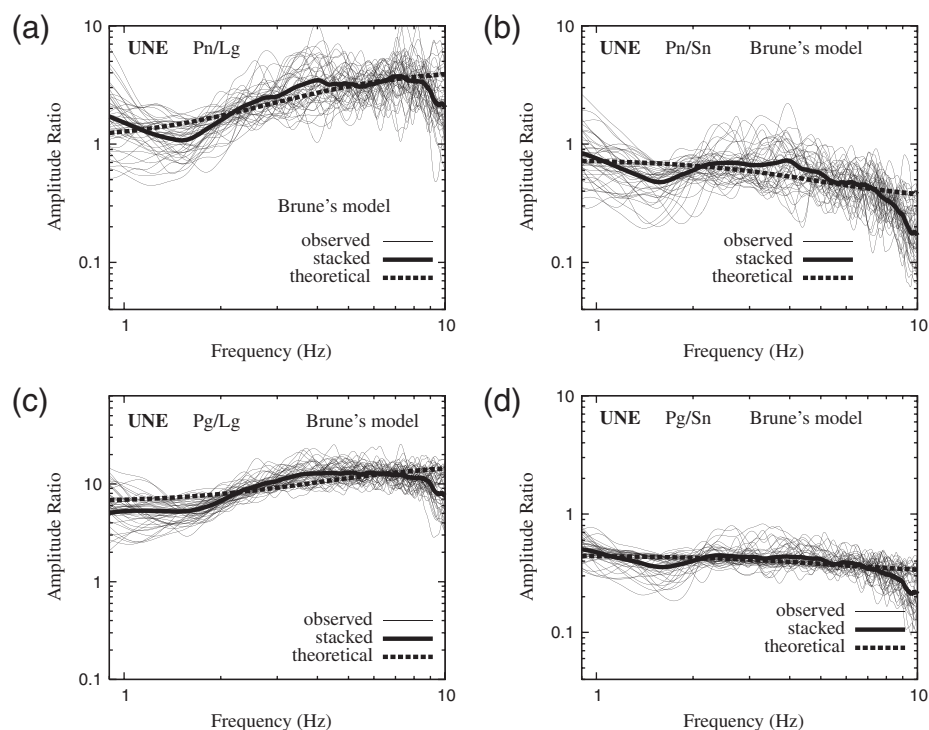 (a)
UNE Pn/Lg
Brune's model
observed
stacked
theoretical
10
1
0.1
Amplitude Ratio
1 10
Frequency (Hz)
(b)
UNE Pn/Sn Brune's model
observed
stacked
theoretical
10
1
0.1
Amplitude Ratio
1 10
Frequency (Hz)
(c)
UNE Pg/Lg Brune's model
observed
stacked
theoretical
10
1
0.1
Amplitude Ratio
1 10
Frequency (Hz)
(d)
UNE Pg/Sn Brune's model
observed
stacked
theoretical
10
1
0.1
Amplitude Ratio
1 10
Frequency (Hz)